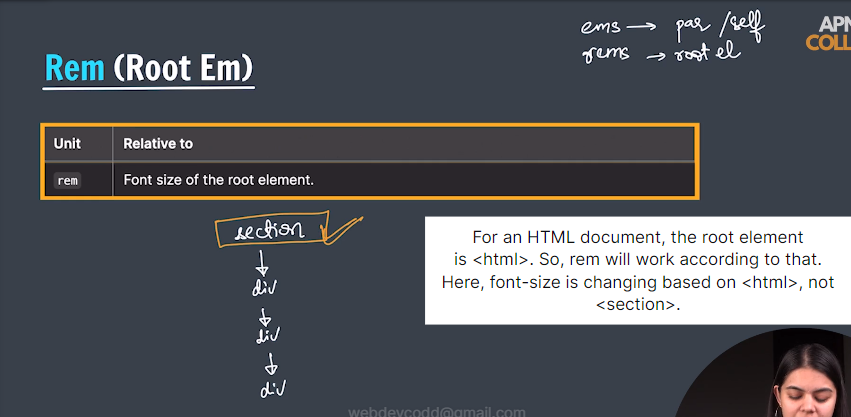 ems → par /self
rems → root el
APN
COLL
Rem (Root Em)
Unit Relative to
rem Font size of the root element.
section
div
div
div
For an HTML document, the root element
is <html>. So, rem will work according to that.
Here, font-size is changing based on <html>, not
<section>.
webdevcodd@gmail.com